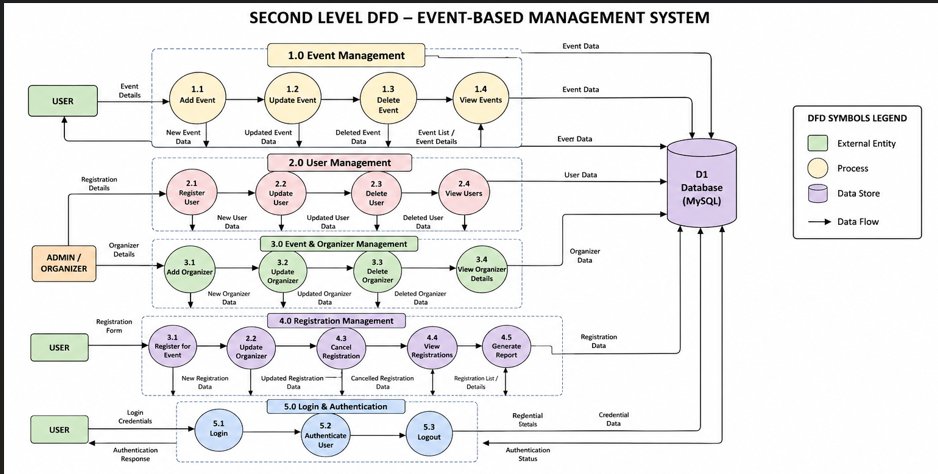 SECOND LEVEL DFD – EVENT-BASED MANAGEMENT SYSTEM
1.0 Event Management
Event Data
USER
Event
Details
1.1
Add Event
1.2
Update Event
1.3
Delete
Event
1.4
View Events
Event Data
New Event
Data
Updated Event
Data
Deleted Event
Data
Event List /
Event Details
Event Data
DFD SYMBOLS LEGEND
External Entity
Process
Data Store
Data Flow
D1
Database
(MySQL)
2.0 User Management
Registration
Details
2.1
Register
User
2.2
Update
User
2.3
Delete
User
2.4
View Users
User Data
New User
Data
Updated User
Data
Deleted User
Data
ADMIN /
ORGANIZER
Organizer
Details
3.0 Event & Organizer Management
3.1
Add Organizer
3.2
Update
Organizer
3.3
Delete
Organizer
3.4
View Organizer
Details
Organizer
Data
New Organizer
Data
Updated Organizer
Data
Deleted Organizer
Data
4.0 Registration Management
USER
Registration
Form
3.1
Register for
Event
2.2
Update
Organizer
4.3
Cancel
Registration
4.4
View
Registrations
4.5
Generate
Report
Registration
Data
New Registration
Data
Updated Registration
Data
Cancelled Registration
Data
Registration List /
Details
5.0 Login & Authentication
USER
Login
Credentials
5.1
Login
5.2
Authenticate
User
5.3
Logout
Credential
Data
Authentication
Response
Authentication
Status